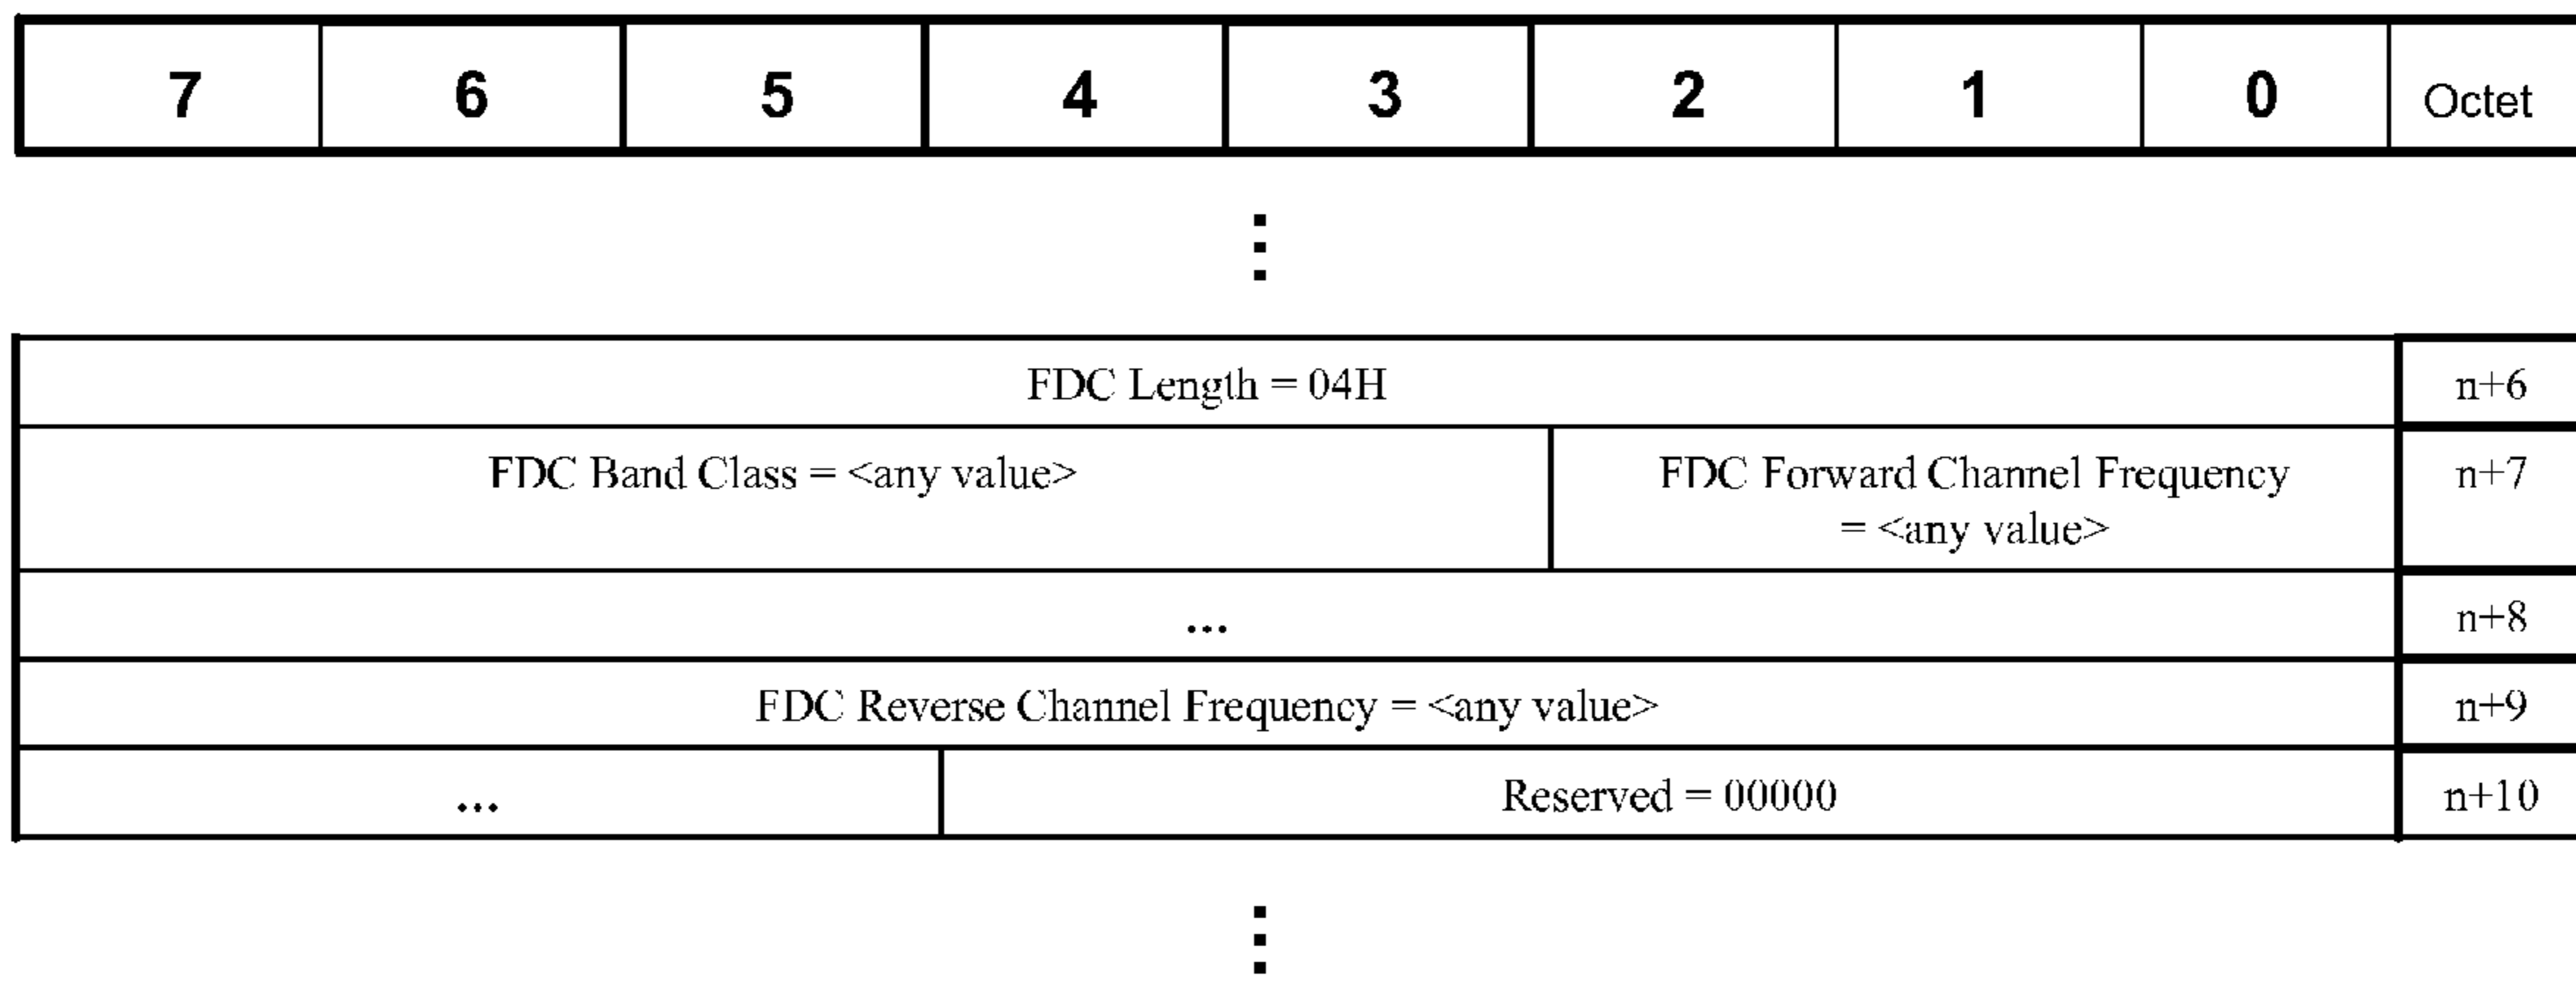 7 6 5 4 3 2 1 0 Octet
⋮
FDC Length = 04H n+6
FDC Band Class = <any value> FDC Forward Channel Frequency n+7
= <any value>
... n+8
FDC Reverse Channel Frequency = <any value> n+9
... Reserved = 00000 n+10
⋮